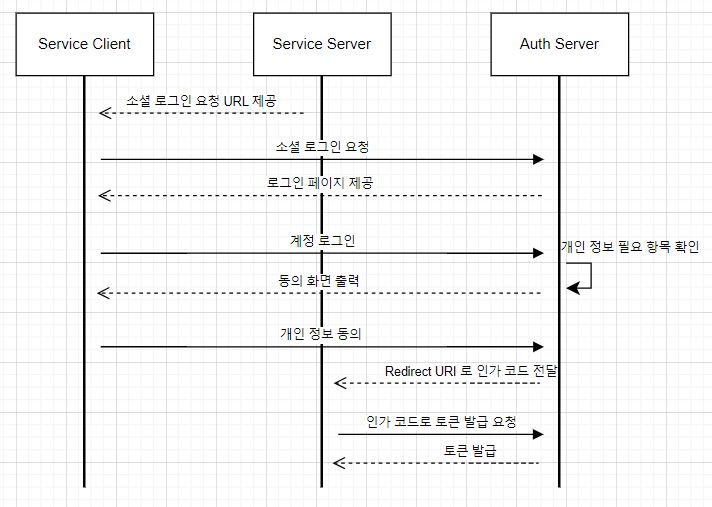 Service Client
Service Server
Auth Server
소셜 로그인 요청 URL 제공
소셜 로그인 요청
로그인 페이지 제공
계정 로그인
개인 정보 필요 항목 확인
동의 화면 출력
개인 정보 동의
Redirect URI 로 인가 코드 전달
인가 코드로 토큰 발급 요청
토큰 발급